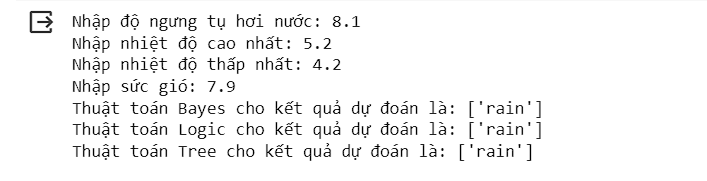 Nhập độ ngưng tụ hơi nước: 8.1
Nhập nhiệt độ cao nhất: 5.2
Nhập nhiệt độ thấp nhất: 4.2
Nhập sức gió: 7.9
Thuật toán Bayes cho kết quả dự đoán là: ['rain']
Thuật toán Logic cho kết quả dự đoán là: ['rain']
Thuật toán Tree cho kết quả dự đoán là: ['rain']